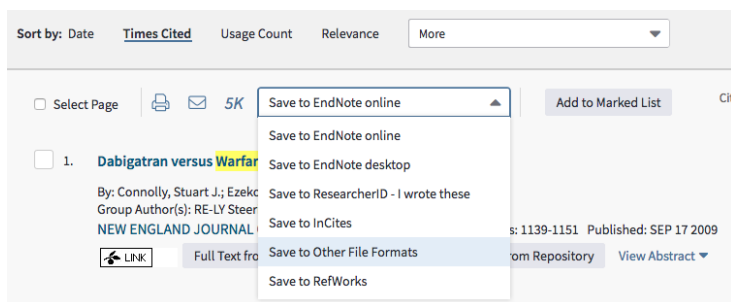 Sort by: Date Times Cited Usage Count Relevance More
Select Page 5K Save to EndNote online Add to Marked List
Save to EndNote online
1. Dabigatran versus Warfar
Save to EndNote desktop
By: Connolly, Stuart J.; Ezeko
Save to ResearcherID - I wrote these
Group Author(s): RE-LY Steer
Save to InCites
NEW ENGLAND JOURNAL s: 1139-1151 Published: SEP 17 2009
LINK Full Text fro Save to Other File Formats om Repository View Abstract
Save to RefWorks